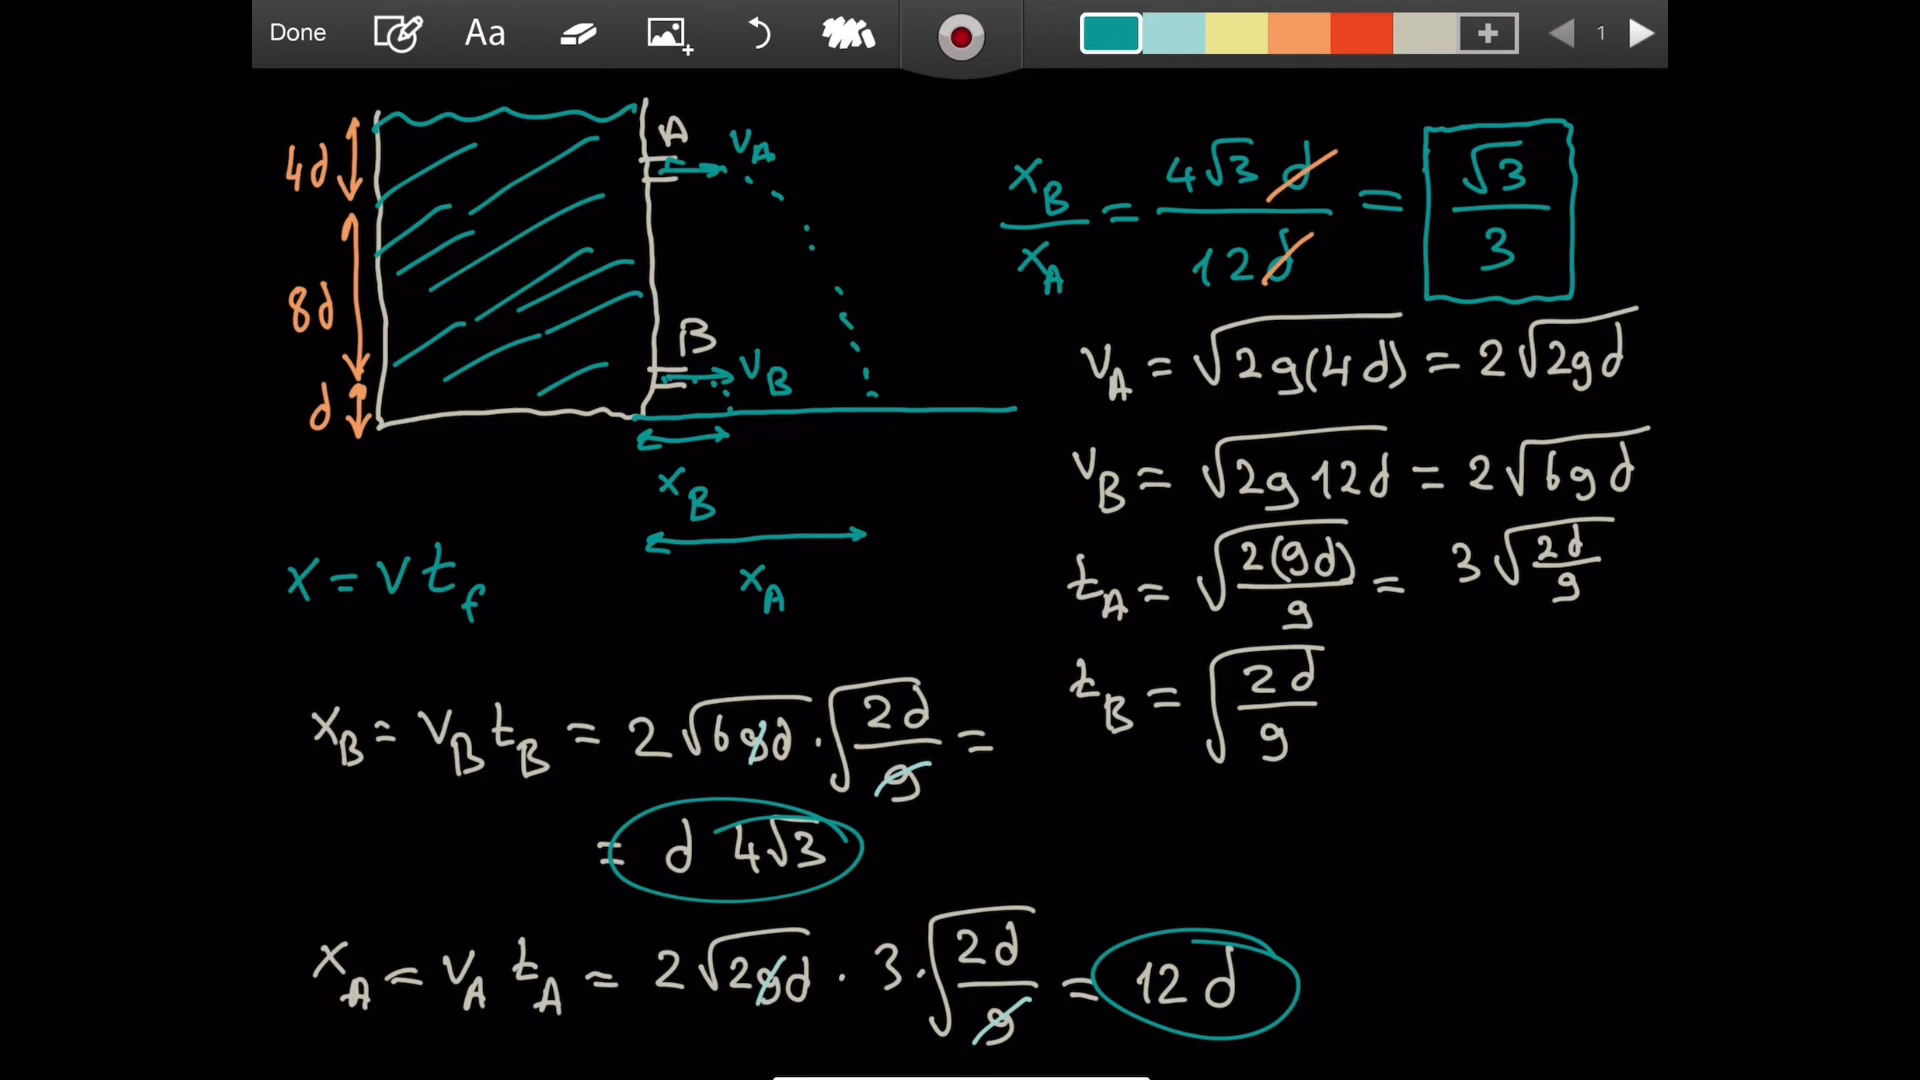 Done Aa 1
4d
8d
d
A
v_A
B
v_B
x_B
x_A
x = v t_f
x_B / x_A = 4√3 d / 12 d = √3 / 3
v_A = √(2g(4d)) = 2√(2gd)
v_B = √(2g 12d) = 2√(6gd)
t_A = √(2(9d) / g) = 3√(2d / g)
t_B = √(2d / g)
x_B = v_B t_B = 2√(6gd) · √(2d / g) =
= d 4√3
x_A = v_A t_A = 2√(2gd) · 3 · √(2d / g) = 12 d